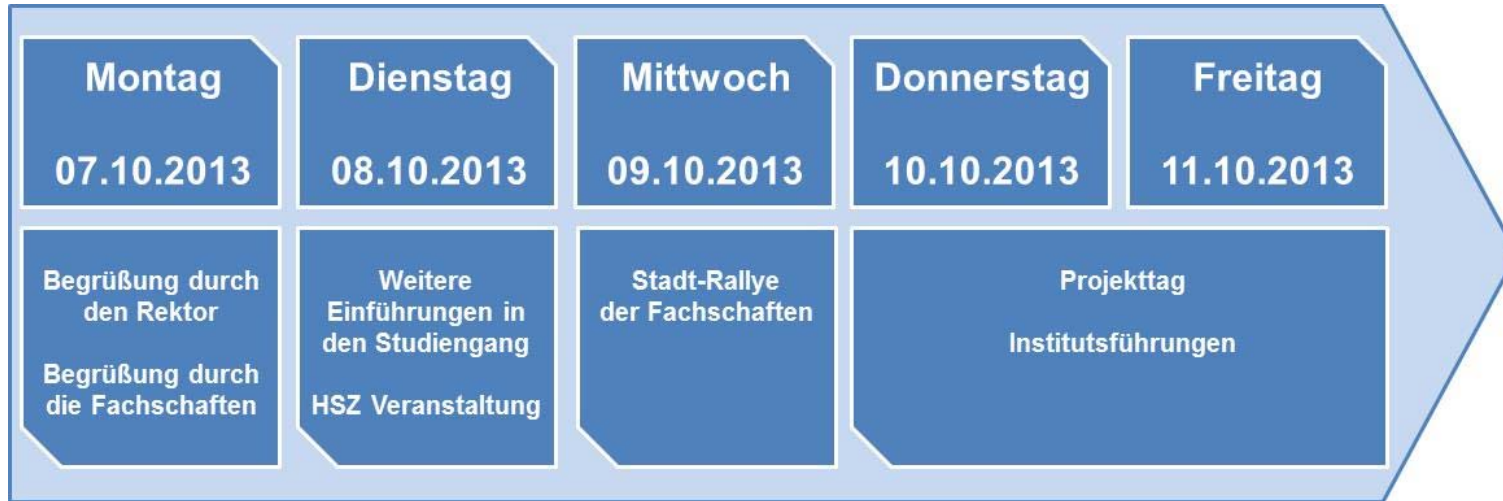 Montag
07.10.2013
Dienstag
08.10.2013
Mittwoch
09.10.2013
Donnerstag
10.10.2013
Freitag
11.10.2013
Begrüßung durch
den Rektor
Begrüßung durch
die Fachschaften
Weitere
Einführungen in
den Studiengang
HSZ Veranstaltung
Stadt-Rallye
der Fachschaften
Projekttag
Institutsführungen